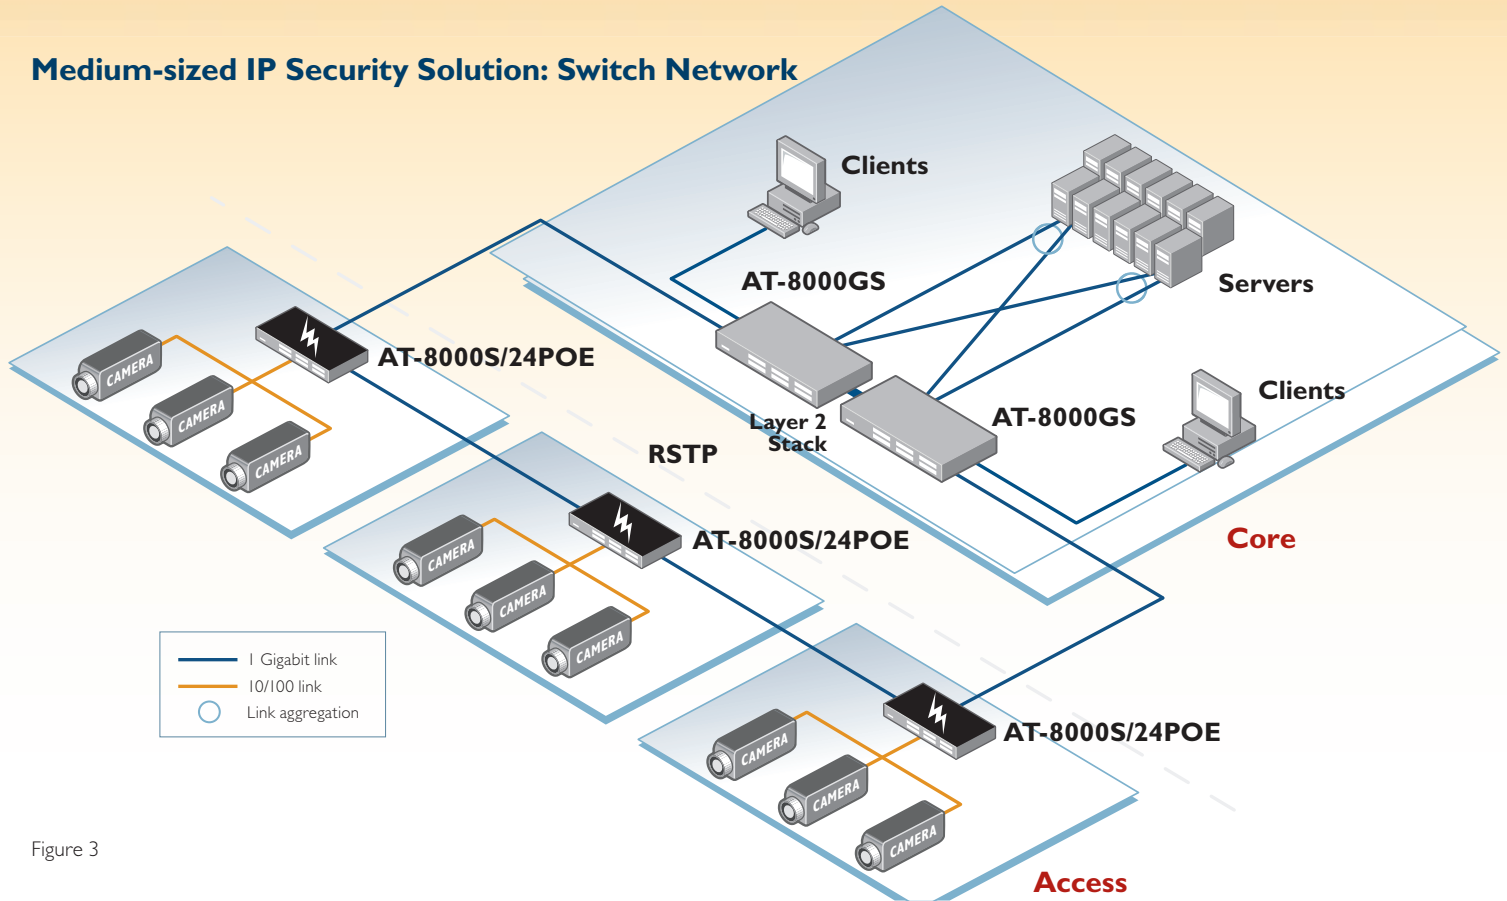 Medium-sized IP Security Solution: Switch Network
Clients
AT-8000GS
Servers
AT-8000S/24POE
CAMERA
CAMERA
CAMERA
Clients
AT-8000GS
Layer 2
Stack
RSTP
AT-8000S/24POE
CAMERA
CAMERA
CAMERA
Core
1 Gigabit link
10/100 link
Link aggregation
AT-8000S/24POE
CAMERA
CAMERA
CAMERA
Figure 3
Access